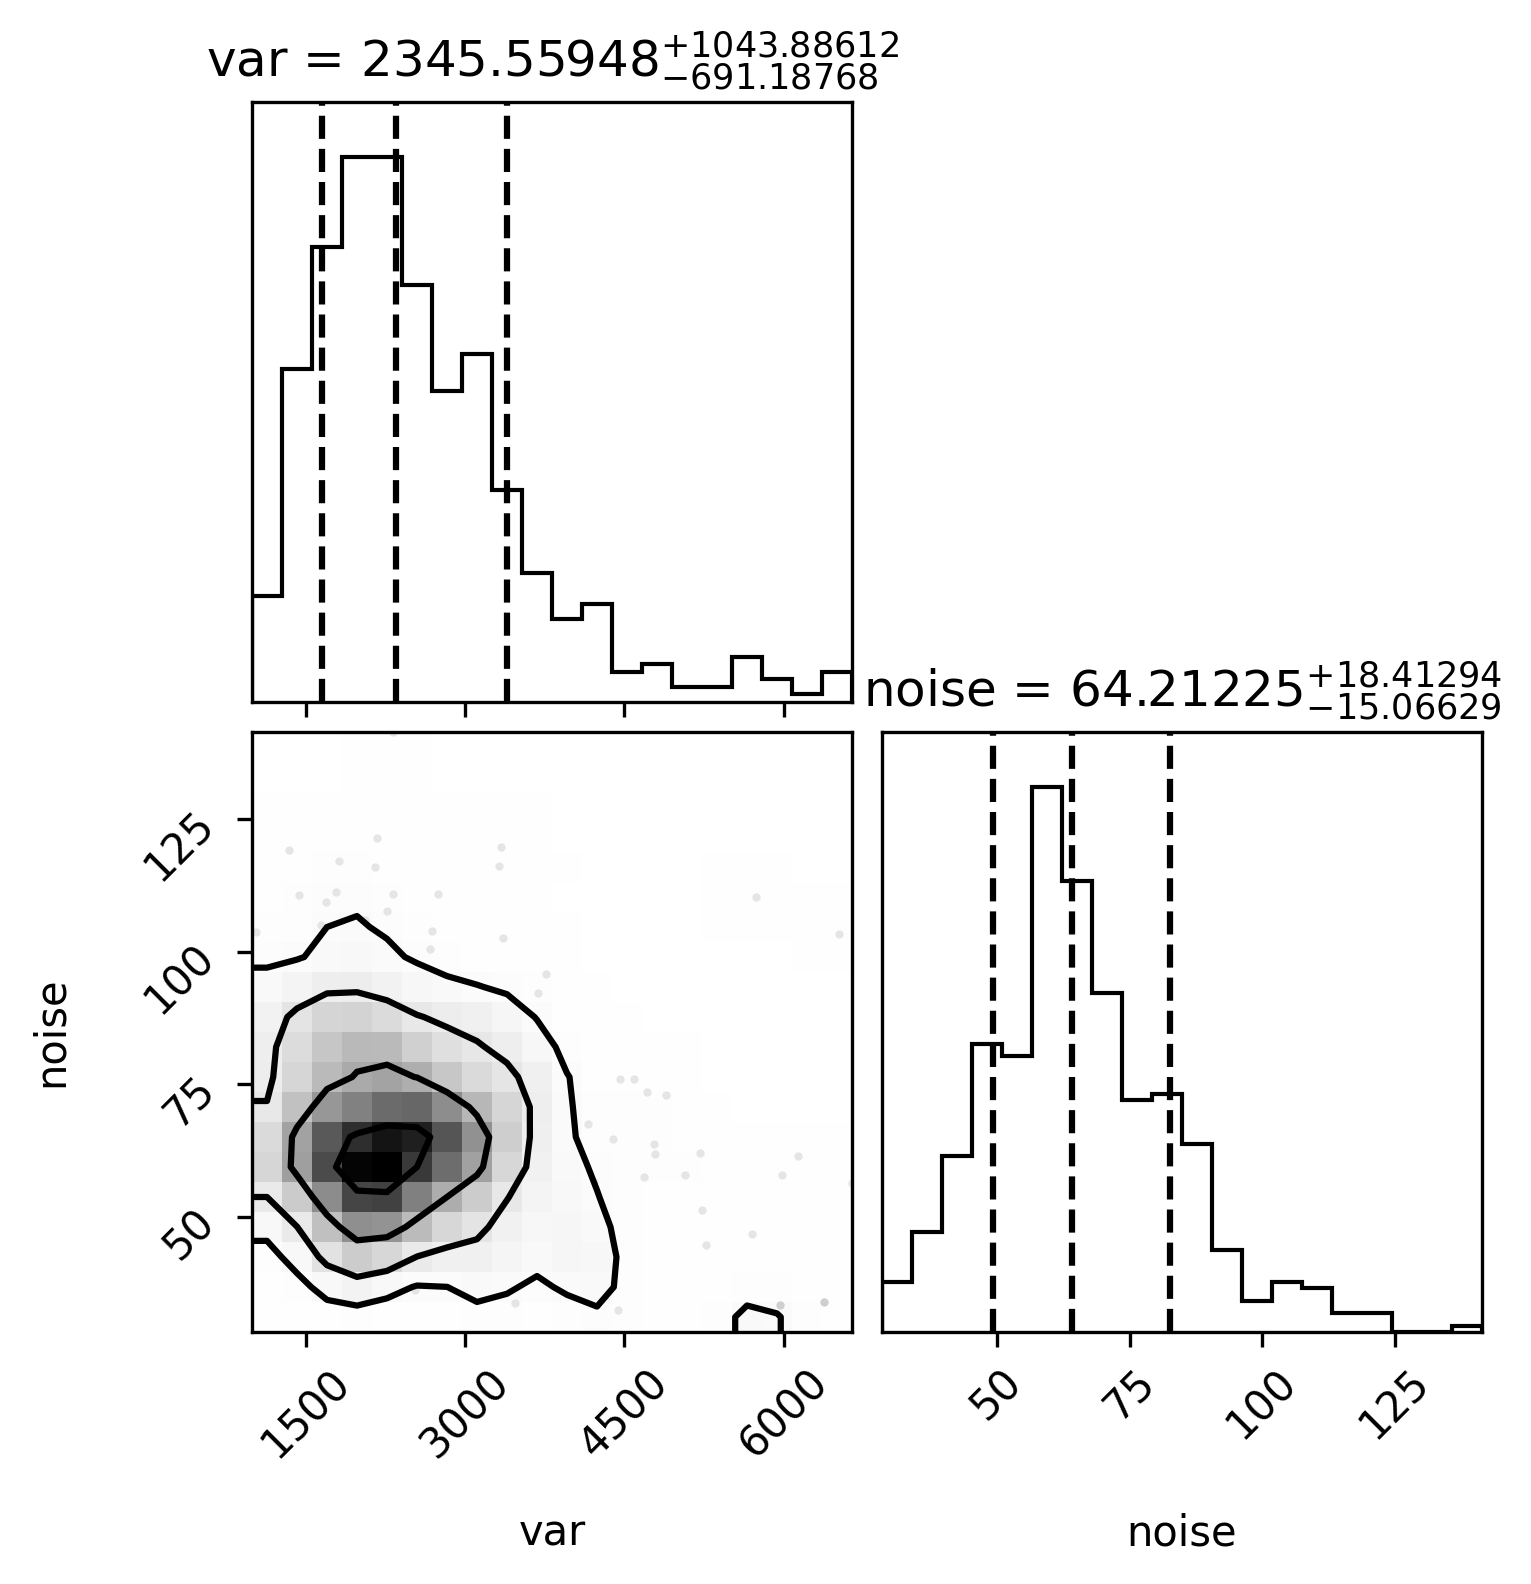 var = 2345.55948+1043.88612−691.18768
noise = 64.21225+18.41294−15.06629
125
100
75
50
noise
1500 3000 4500 6000
50 75 100 125
var
noise